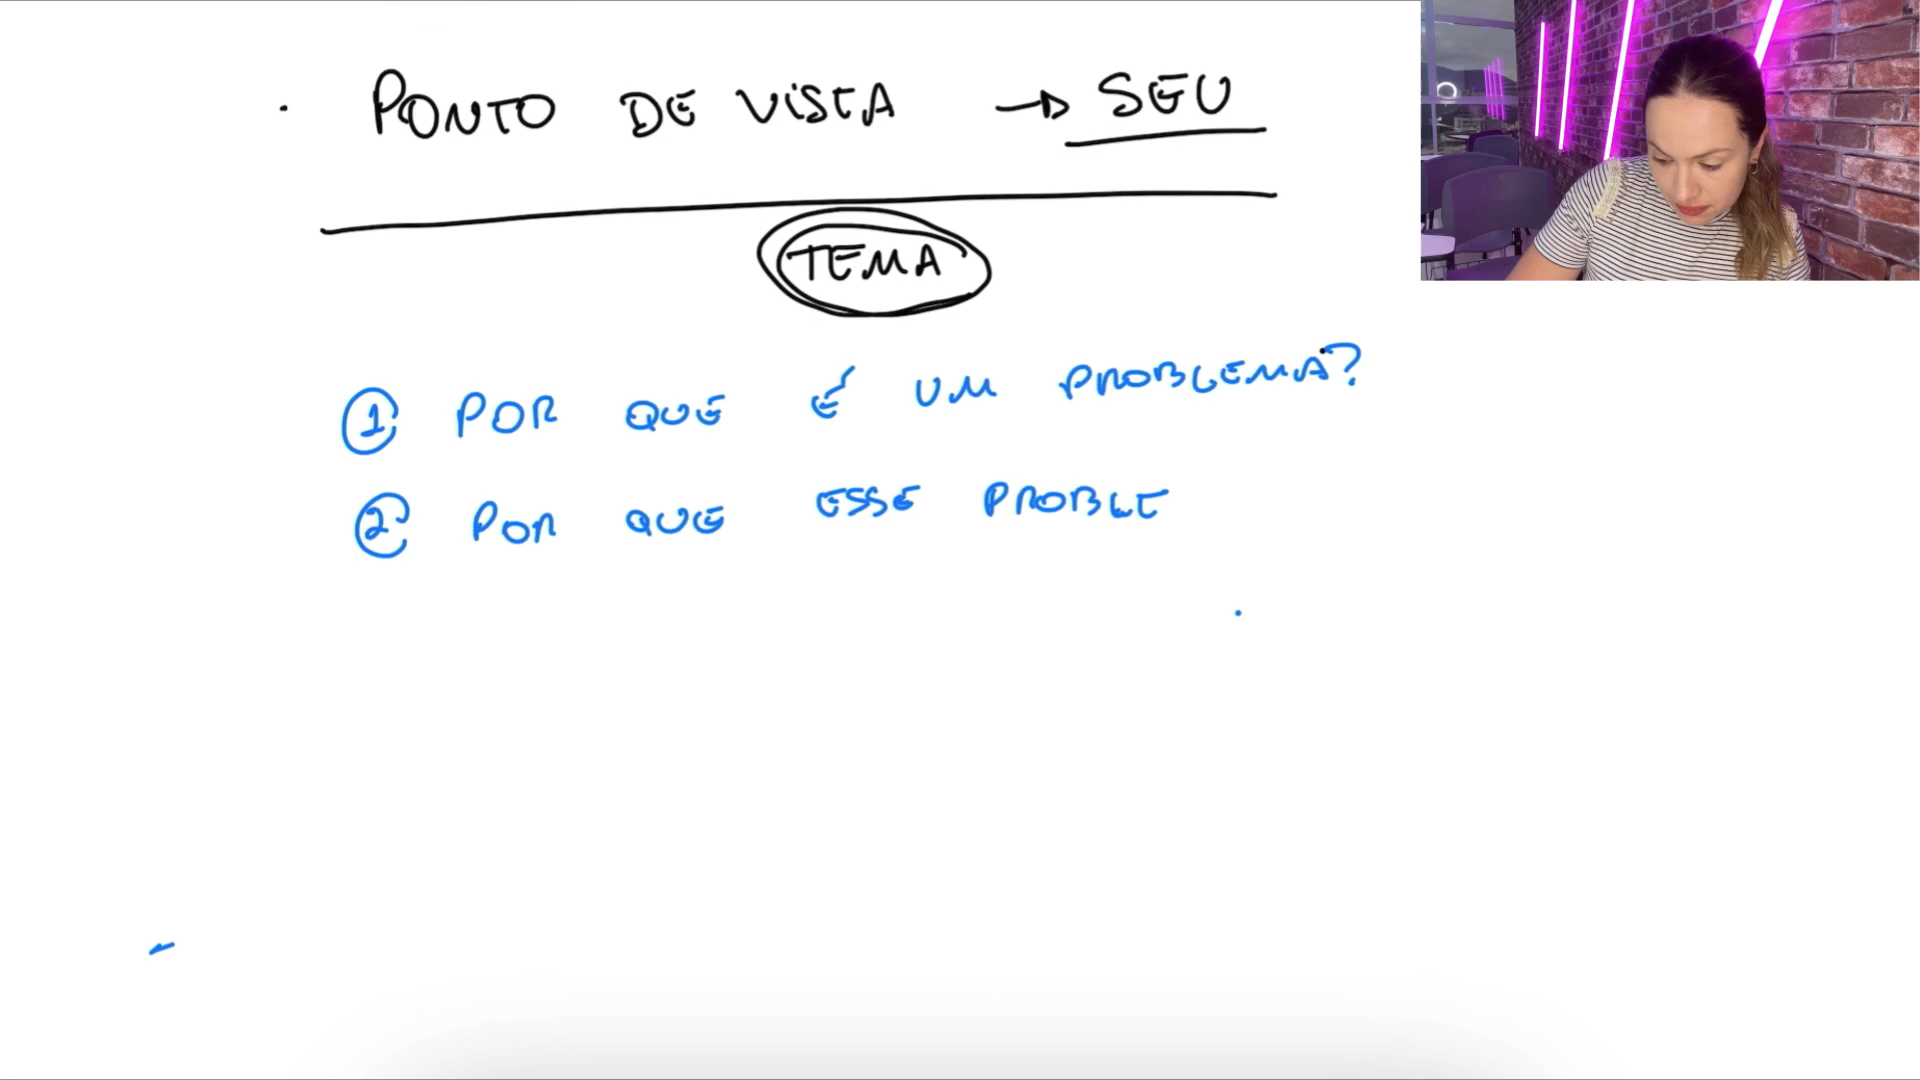 PONTO DE VISTA → SEU
TEMA
1 POR QUE É UM PROBLEMA?
2 POR QUE ESSE PROBLE